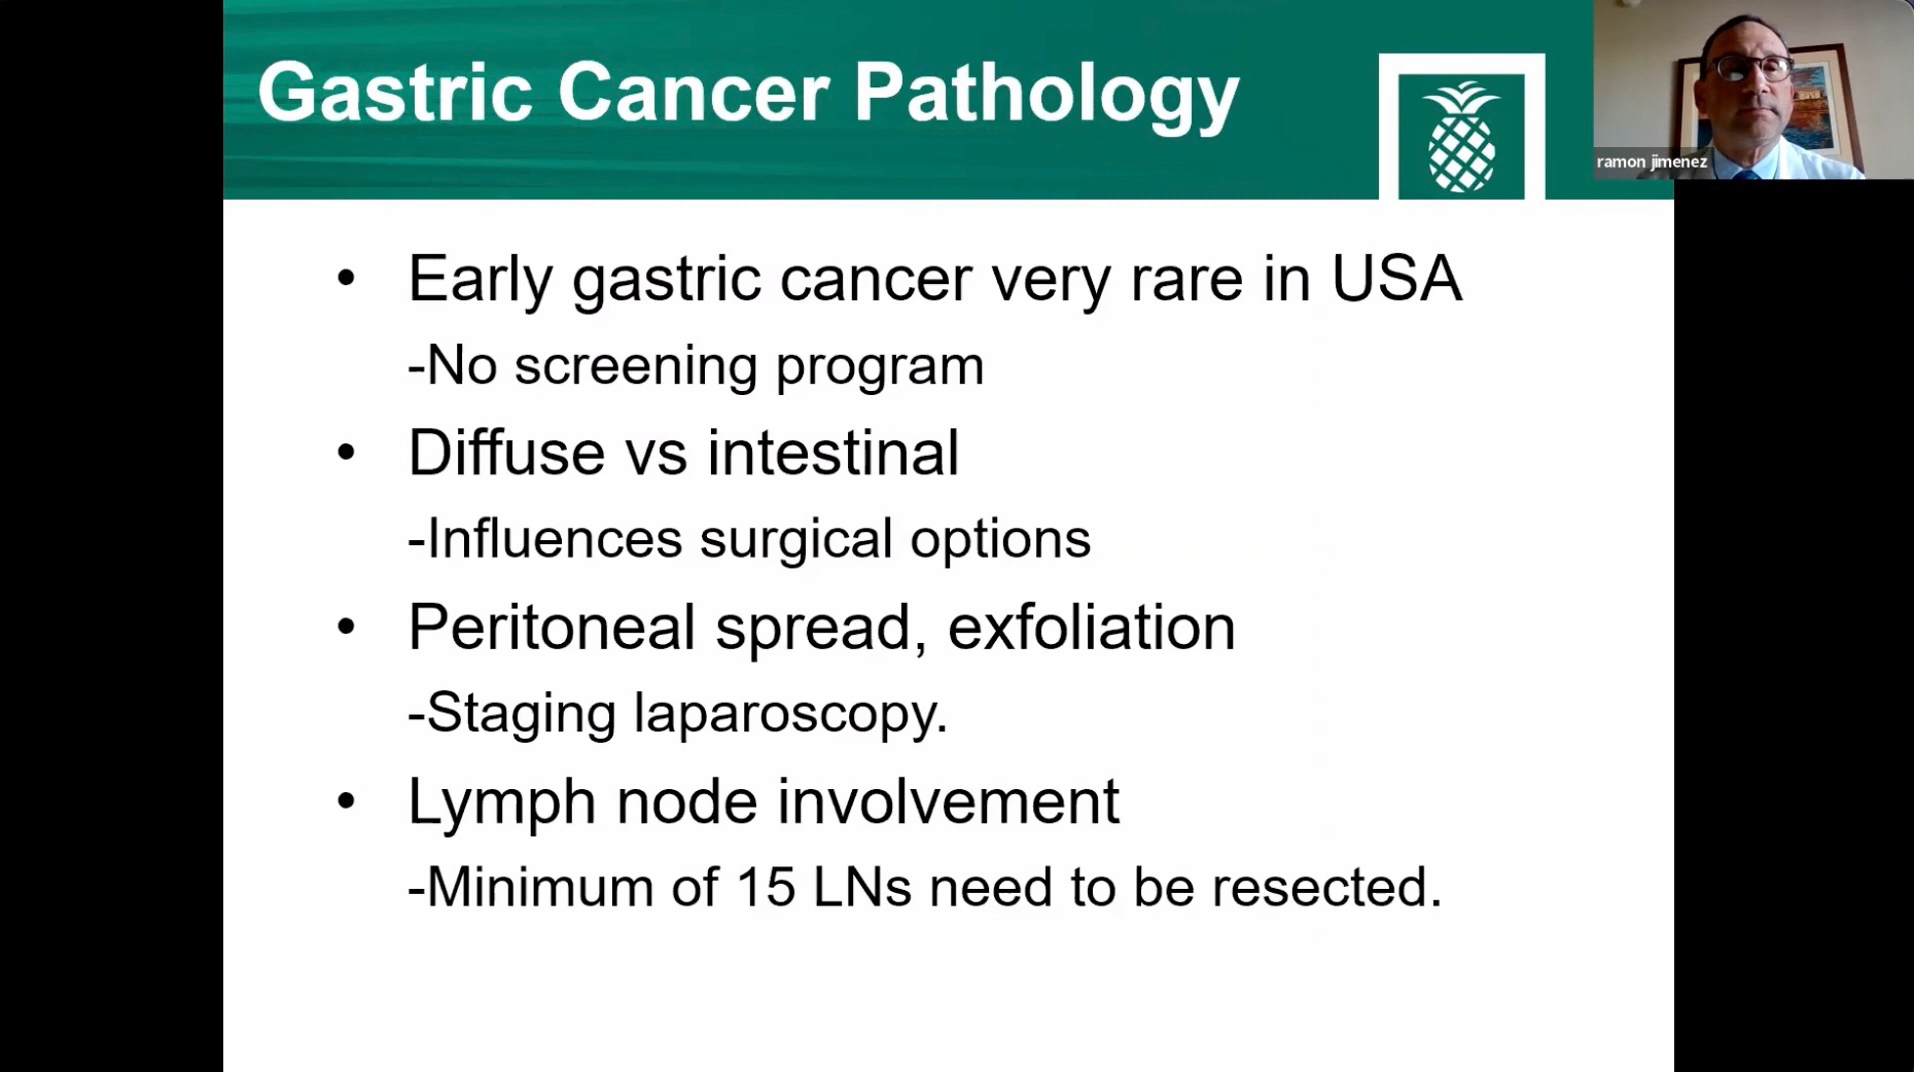 Gastric Cancer Pathology
ramon jimenez
• Early gastric cancer very rare in USA
-No screening program
• Diffuse vs intestinal
-Influences surgical options
• Peritoneal spread, exfoliation
-Staging laparoscopy.
• Lymph node involvement
-Minimum of 15 LNs need to be resected.